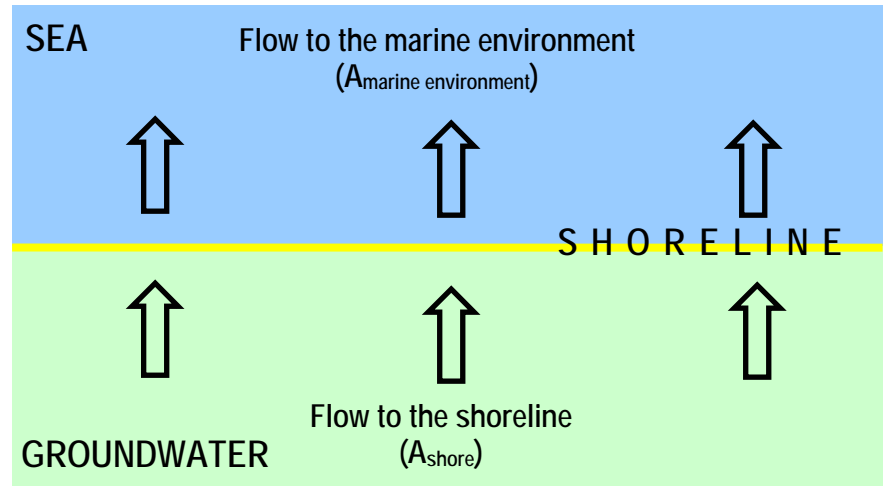 SEA
Flow to the marine environment
(Amarine environment)
SHORELINE
Flow to the shoreline
(Ashore)
GROUNDWATER